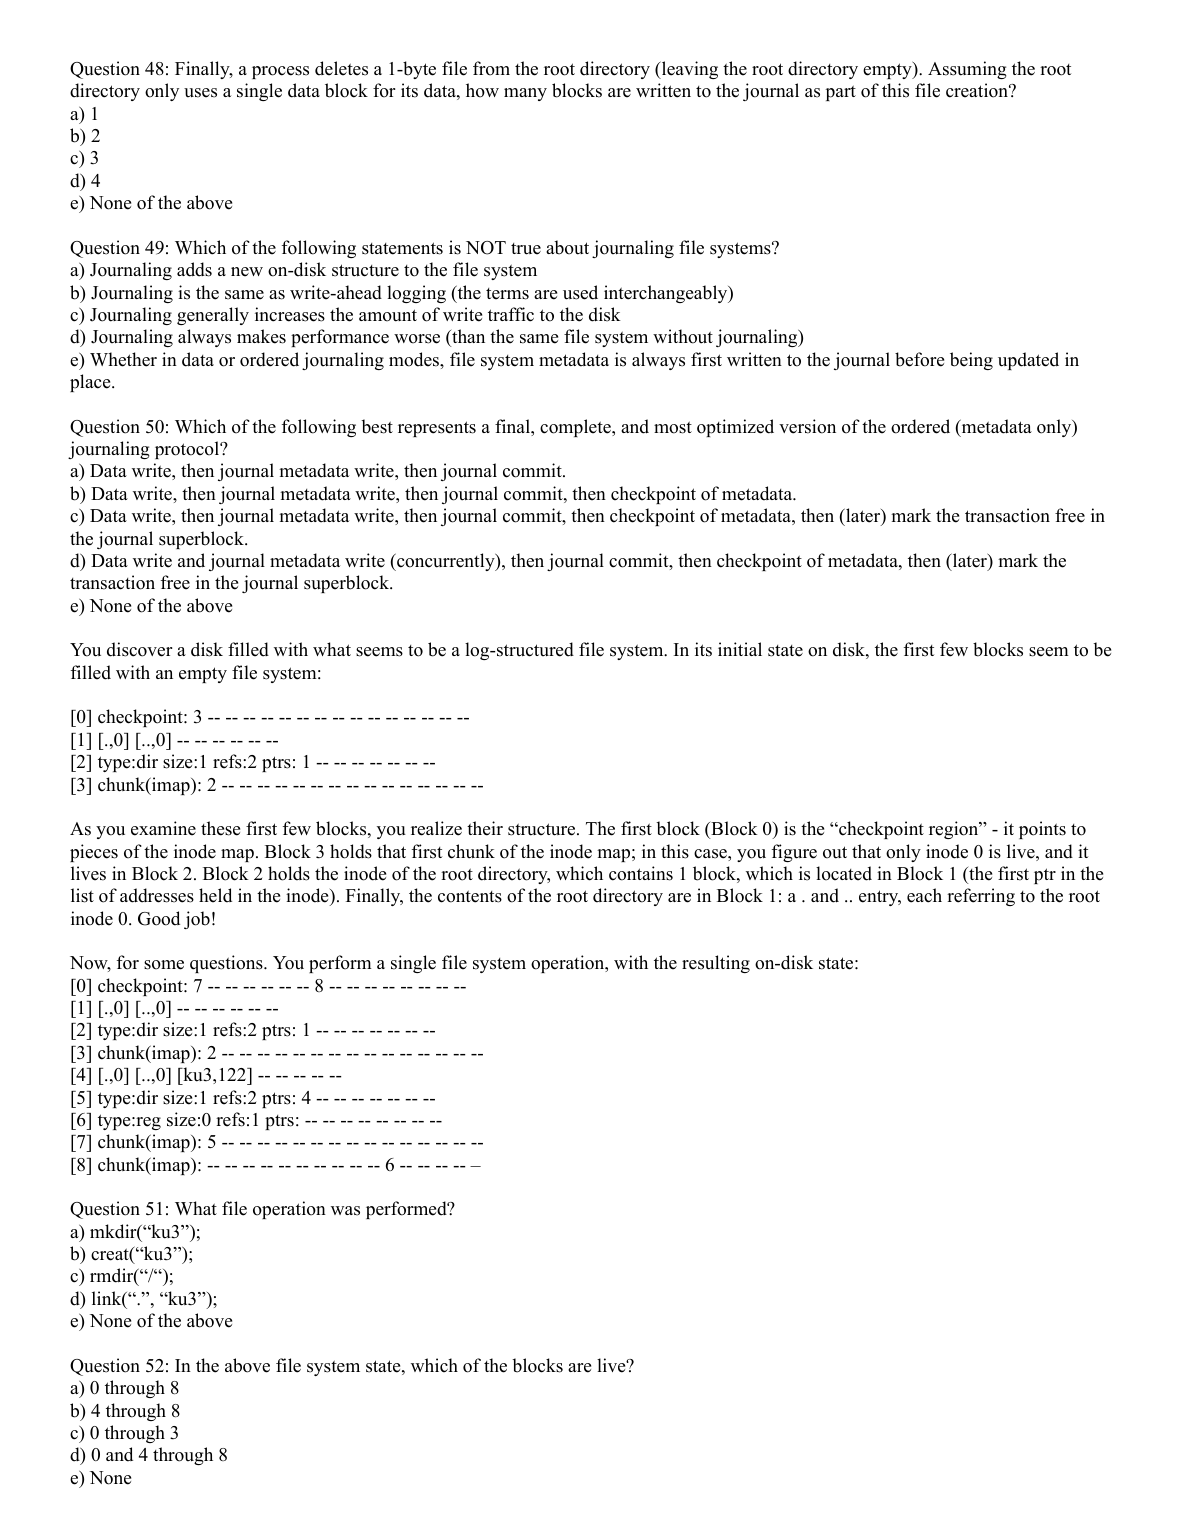 Question 48: Finally, a process deletes a 1-byte file from the root directory (leaving the root directory empty). Assuming the root
directory only uses a single data block for its data, how many blocks are written to the journal as part of this file creation?
a) 1
b) 2
c) 3
d) 4
e) None of the above
Question 49: Which of the following statements is NOT true about journaling file systems?
a) Journaling adds a new on-disk structure to the file system
b) Journaling is the same as write-ahead logging (the terms are used interchangeably)
c) Journaling generally increases the amount of write traffic to the disk
d) Journaling always makes performance worse (than the same file system without journaling)
e) Whether in data or ordered journaling modes, file system metadata is always first written to the journal before being updated in
place.
Question 50: Which of the following best represents a final, complete, and most optimized version of the ordered (metadata only)
journaling protocol?
a) Data write, then journal metadata write, then journal commit.
b) Data write, then journal metadata write, then journal commit, then checkpoint of metadata.
c) Data write, then journal metadata write, then journal commit, then checkpoint of metadata, then (later) mark the transaction free in
the journal superblock.
d) Data write and journal metadata write (concurrently), then journal commit, then checkpoint of metadata, then (later) mark the
transaction free in the journal superblock.
e) None of the above
You discover a disk filled with what seems to be a log-structured file system. In its initial state on disk, the first few blocks seem to be
filled with an empty file system:
[0] checkpoint: 3 -- -- -- -- -- -- -- -- -- -- -- -- -- -- --
[1] [.,0] [..,0] -- -- -- -- -- --
[2] type:dir size:1 refs:2 ptrs: 1 -- -- -- -- -- -- --
[3] chunk(imap): 2 -- -- -- -- -- -- -- -- -- -- -- -- -- -- --
As you examine these first few blocks, you realize their structure. The first block (Block 0) is the “checkpoint region” - it points to
pieces of the inode map. Block 3 holds that first chunk of the inode map; in this case, you figure out that only inode 0 is live, and it
lives in Block 2. Block 2 holds the inode of the root directory, which contains 1 block, which is located in Block 1 (the first ptr in the
list of addresses held in the inode). Finally, the contents of the root directory are in Block 1: a . and .. entry, each referring to the root
inode 0. Good job!
Now, for some questions. You perform a single file system operation, with the resulting on-disk state:
[0] checkpoint: 7 -- -- -- -- -- -- 8 -- -- -- -- -- -- -- --
[1] [.,0] [..,0] -- -- -- -- -- --
[2] type:dir size:1 refs:2 ptrs: 1 -- -- -- -- -- -- --
[3] chunk(imap): 2 -- -- -- -- -- -- -- -- -- -- -- -- -- -- --
[4] [.,0] [..,0] [ku3,122] -- -- -- -- --
[5] type:dir size:1 refs:2 ptrs: 4 -- -- -- -- -- -- --
[6] type:reg size:0 refs:1 ptrs: -- -- -- -- -- -- -- --
[7] chunk(imap): 5 -- -- -- -- -- -- -- -- -- -- -- -- -- -- --
[8] chunk(imap): -- -- -- -- -- -- -- -- -- -- 6 -- -- -- -- –
Question 51: What file operation was performed?
a) mkdir(“ku3”);
b) creat(“ku3”);
c) rmdir(“/“);
d) link(“.”, “ku3”);
e) None of the above
Question 52: In the above file system state, which of the blocks are live?
a) 0 through 8
b) 4 through 8
c) 0 through 3
d) 0 and 4 through 8
e) None